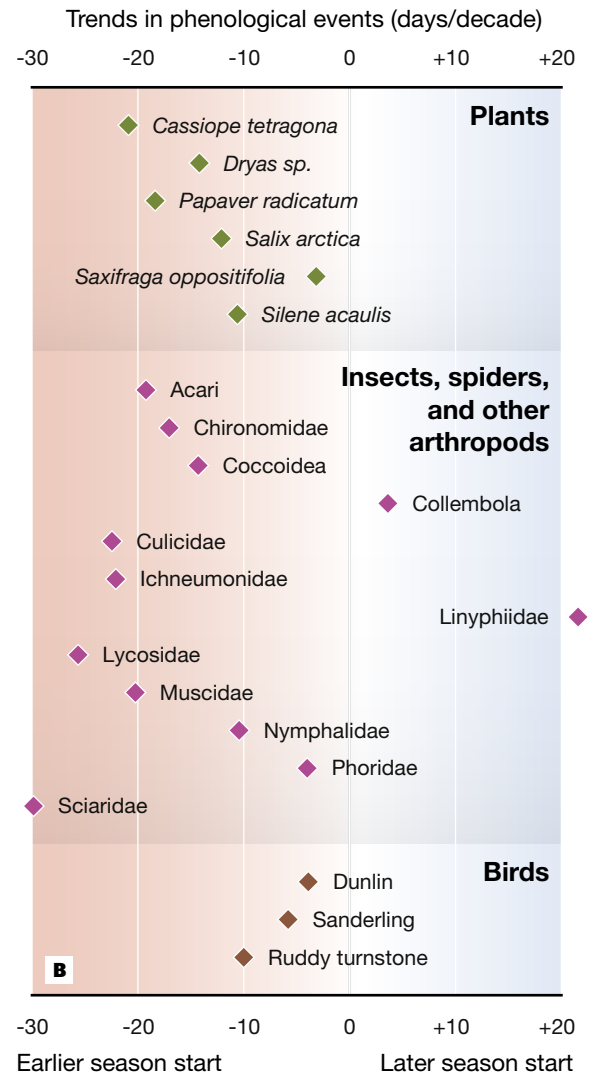 Trends in phenological events (days/decade)
-30 -20 -10 0 +10 +20
Plants
Cassiope tetragona
Dryas sp.
Papaver radicatum
Salix arctica
Saxifraga oppositifolia
Silene acaulis
Insects, spiders,
and other
arthropods
Acari
Chironomidae
Coccoidea
Collembola
Culicidae
Ichneumonidae
Linyphiidae
Lycosidae
Muscidae
Nymphalidae
Phoridae
Sciaridae
Birds
Dunlin
Sanderling
Ruddy turnstone
B
-30 -20 -10 0 +10 +20
Earlier season start Later season start